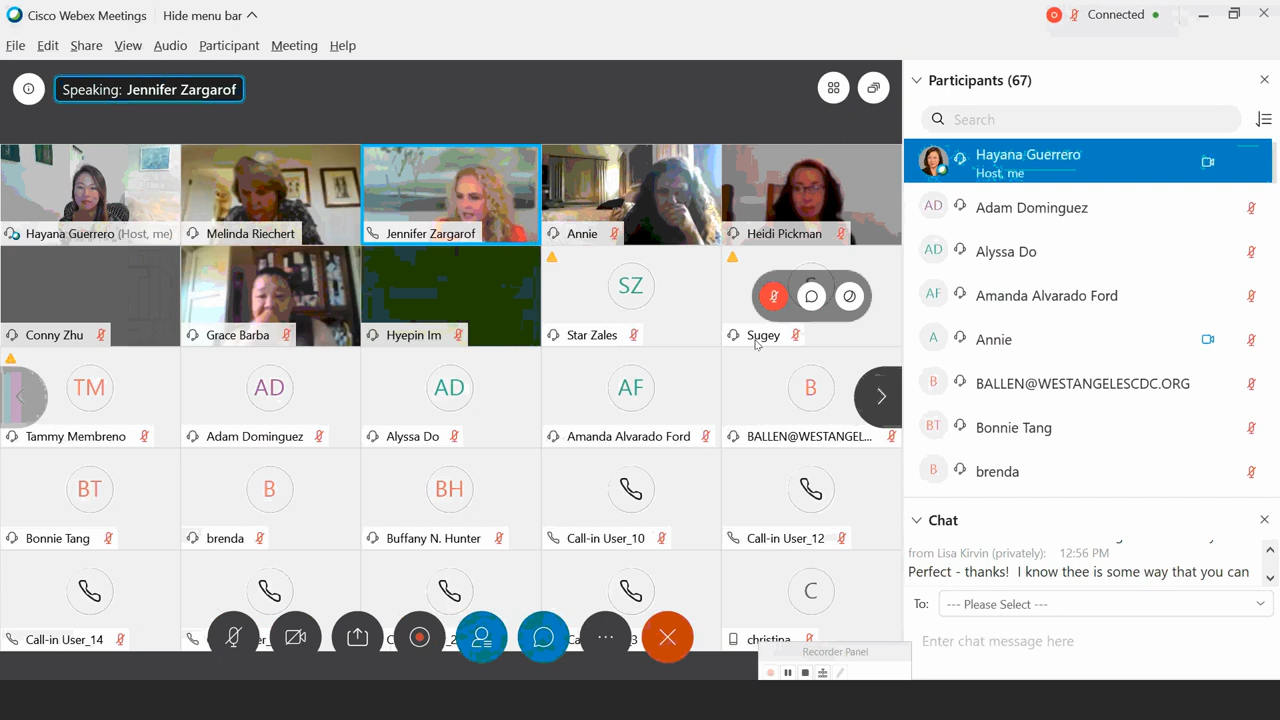 Cisco Webex Meetings
Hide menu bar
Connected
File Edit Share View Audio Participant Meeting Help
Speaking: Jennifer Zargarof
Participants (67)
Search
Hayana Guerrero
Host, me
AD Adam Dominguez
AD Alyssa Do
AF Amanda Alvarado Ford
A Annie
B BALLEN@WESTANGELESCDC.ORG
BT Bonnie Tang
B brenda
Hayana Guerrero (Host, me)
Melinda Riechert
Jennifer Zargarof
Annie
Heidi Pickman
SZ
Conny Zhu
Grace Barba
Hyepin Im
Star Zales
Sugey
TM
AD
AD
AF
B
Tammy Membreno
Adam Dominguez
Alyssa Do
Amanda Alvarado Ford
BALLEN@WESTANGEL...
BT
B
BH
Bonnie Tang
brenda
Buffany N. Hunter
Call-in User_10
Call-in User_12
C
Call-in User_14
christina
Chat
from Lisa Kirvin (privately): 12:56 PM
Perfect - thanks! I know thee is some way that you can
To: --- Please Select ---
Enter chat message here
Recorder Panel